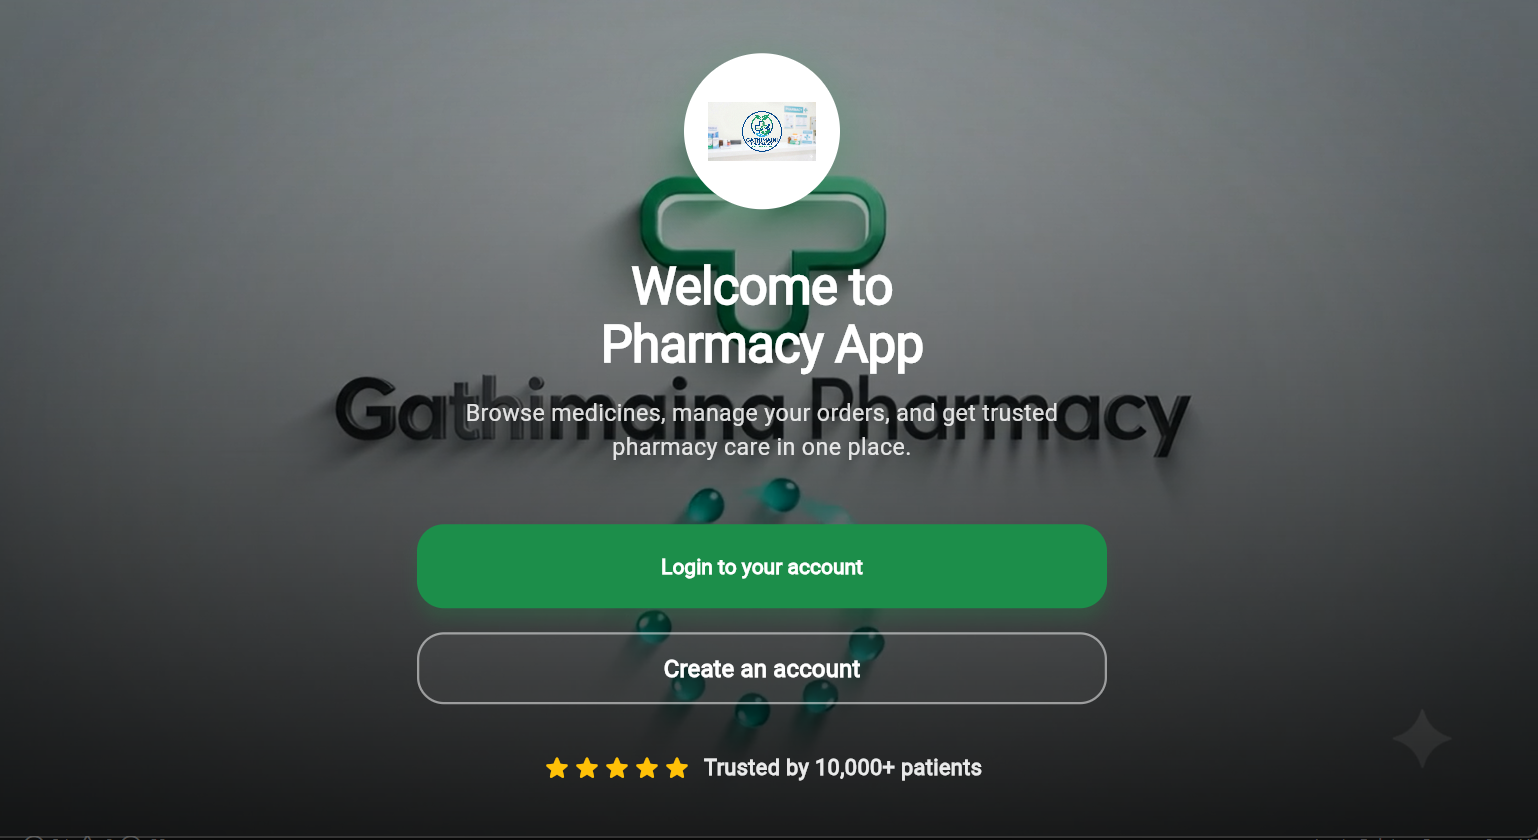 Welcome to
Pharmacy App
Gathimaina Pharmacy
Browse medicines, manage your orders, and get trusted
pharmacy care in one place.
Login to your account
Create an account
Trusted by 10,000+ patients